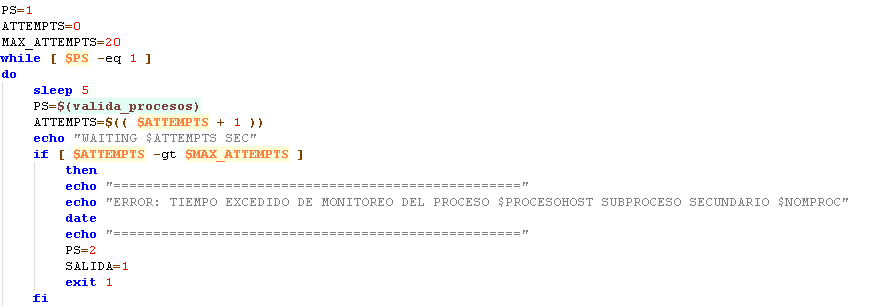 PS=1
ATTEMPTS=0
MAX_ATTEMPTS=20
while [ $PS -eq 1 ]
do
    sleep 5
    PS=$(valida_procesos)
    ATTEMPTS=$(( $ATTEMPTS + 1 ))
    echo "WAITING $ATTEMPTS SEC"
    if [ $ATTEMPTS -gt $MAX_ATTEMPTS ]
        then
        echo "==================================================="
        echo "ERROR: TIEMPO EXCEDIDO DE MONITOREO DEL PROCESO $PROCESOHOST SUBPROCESO SECUNDARIO $NOMPROC"
        date
        echo "==================================================="
        PS=2
        SALIDA=1
        exit 1
    fi